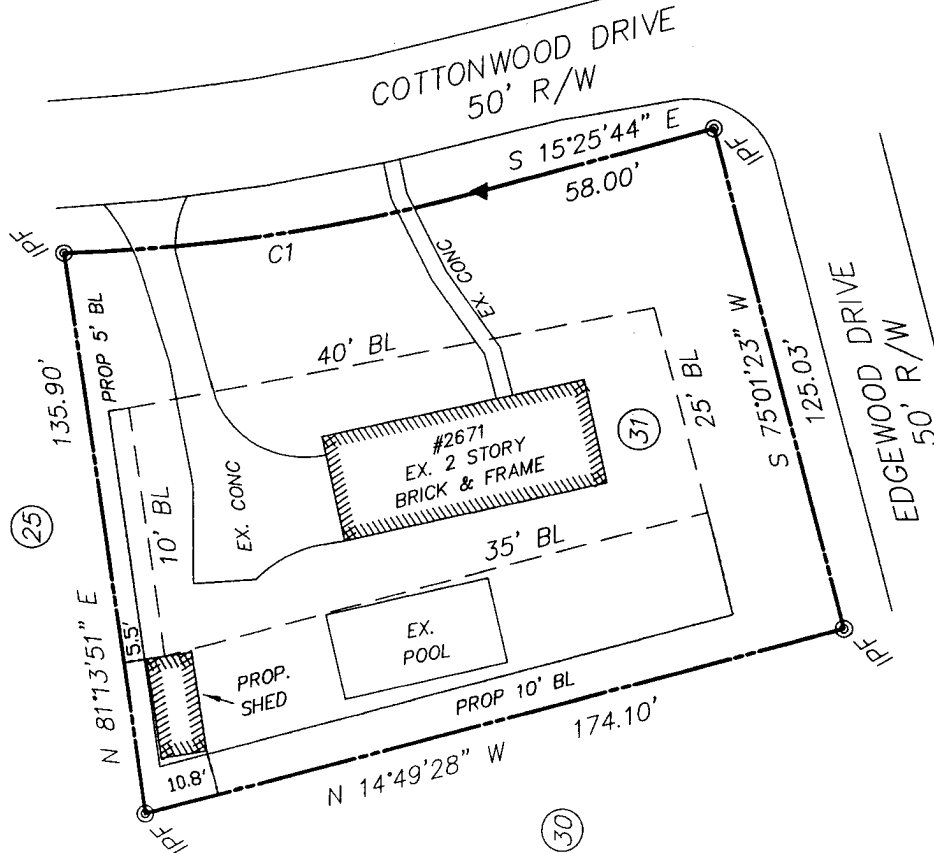 COTTONWOOD DRIVE
50' R/W
S 15°25'44" E
58.00'
IPF
IPF
C1
EX. CONC
PROP 5' BL
40' BL
135.90'
S 75°01'23" W
125.03'
EDGEWOOD DRIVE
50' R/W
25' BL
31
#2671
EX. 2 STORY
BRICK & FRAME
25
10' BL
EX. CONC
35' BL
N 81°13'51" E
5.5'
EX.
POOL
PROP.
SHED
PROP 10' BL
IPF
10.8'
N 14°49'28" W
174.10'
IPF
30